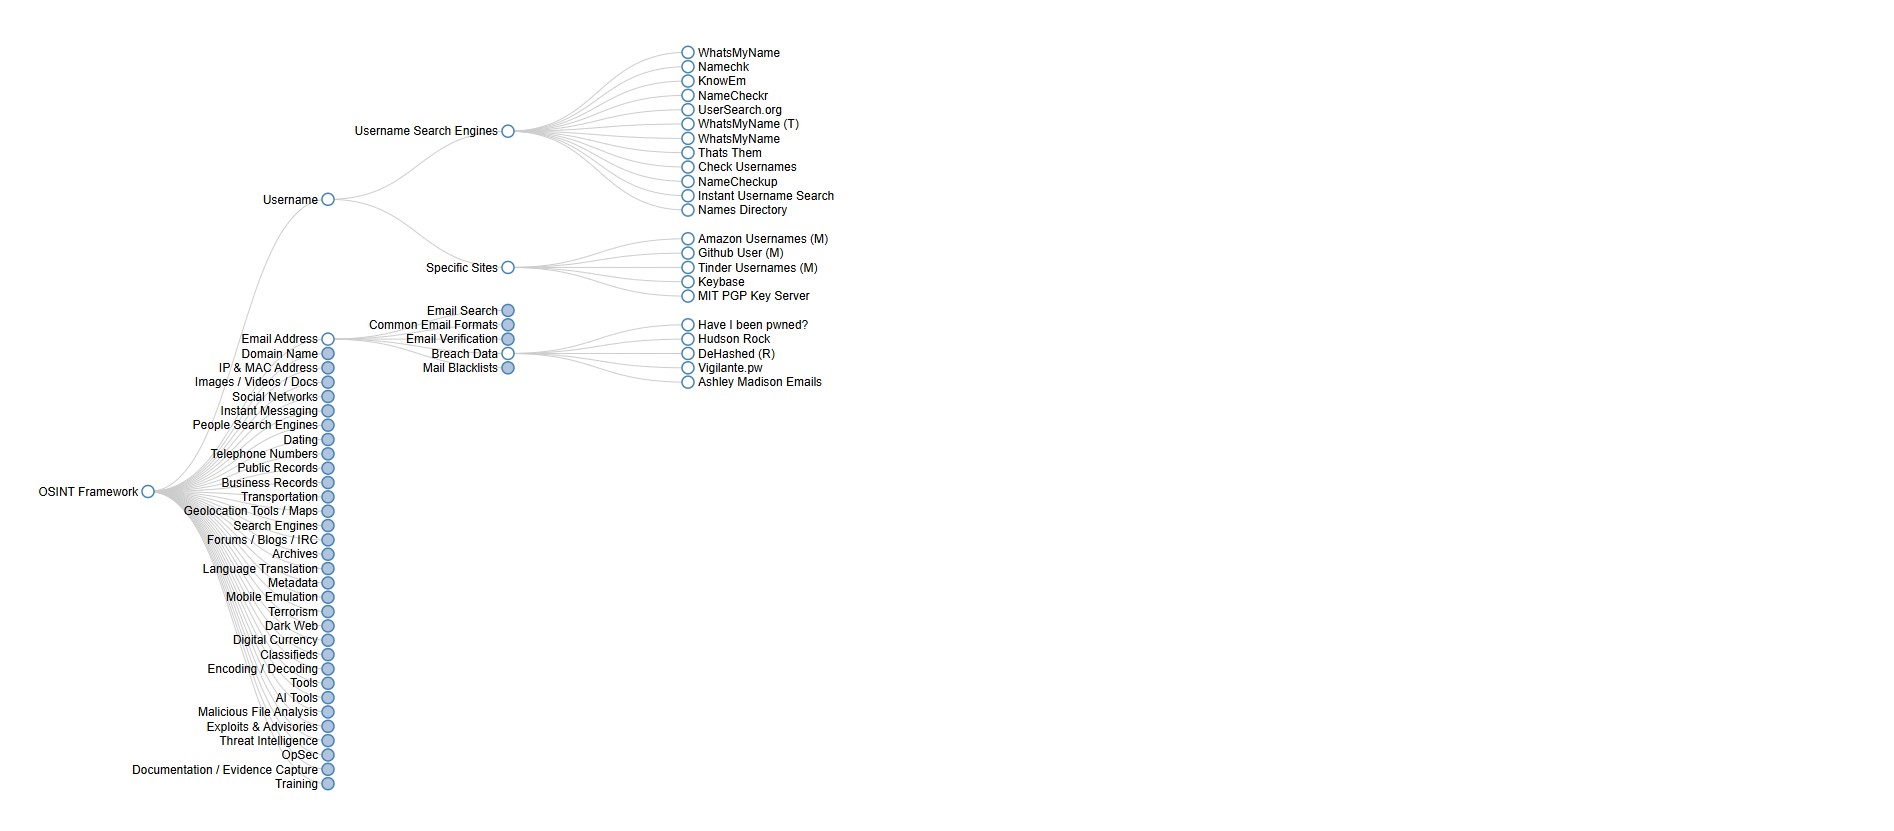 OSINT Framework
Username
Username Search Engines
WhatsMyName
Namechk
KnowEm
NameCheckr
UserSearch.org
WhatsMyName (T)
WhatsMyName
Thats Them
Check Usernames
NameCheckup
Instant Username Search
Names Directory
Specific Sites
Amazon Usernames (M)
Github User (M)
Tinder Usernames (M)
Keybase
MIT PGP Key Server
Email Address
Email Search
Common Email Formats
Email Verification
Breach Data
Have I been pwned?
Hudson Rock
DeHashed (R)
Vigilante.pw
Ashley Madison Emails
Mail Blacklists
Domain Name
IP & MAC Address
Images / Videos / Docs
Social Networks
Instant Messaging
People Search Engines
Dating
Telephone Numbers
Public Records
Business Records
Transportation
Geolocation Tools / Maps
Search Engines
Forums / Blogs / IRC
Archives
Language Translation
Metadata
Mobile Emulation
Terrorism
Dark Web
Digital Currency
Classifieds
Encoding / Decoding
Tools
AI Tools
Malicious File Analysis
Exploits & Advisories
Threat Intelligence
OpSec
Documentation / Evidence Capture
Training